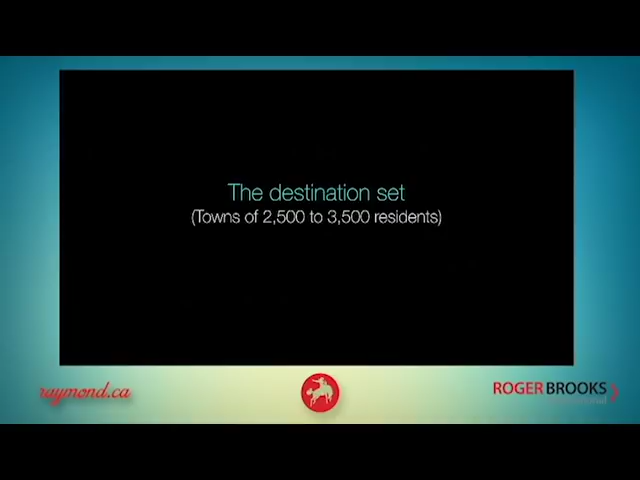 The destination set
(Towns of 2,500 to 3,500 residents)
raymond.ca
ROGER BROOKS